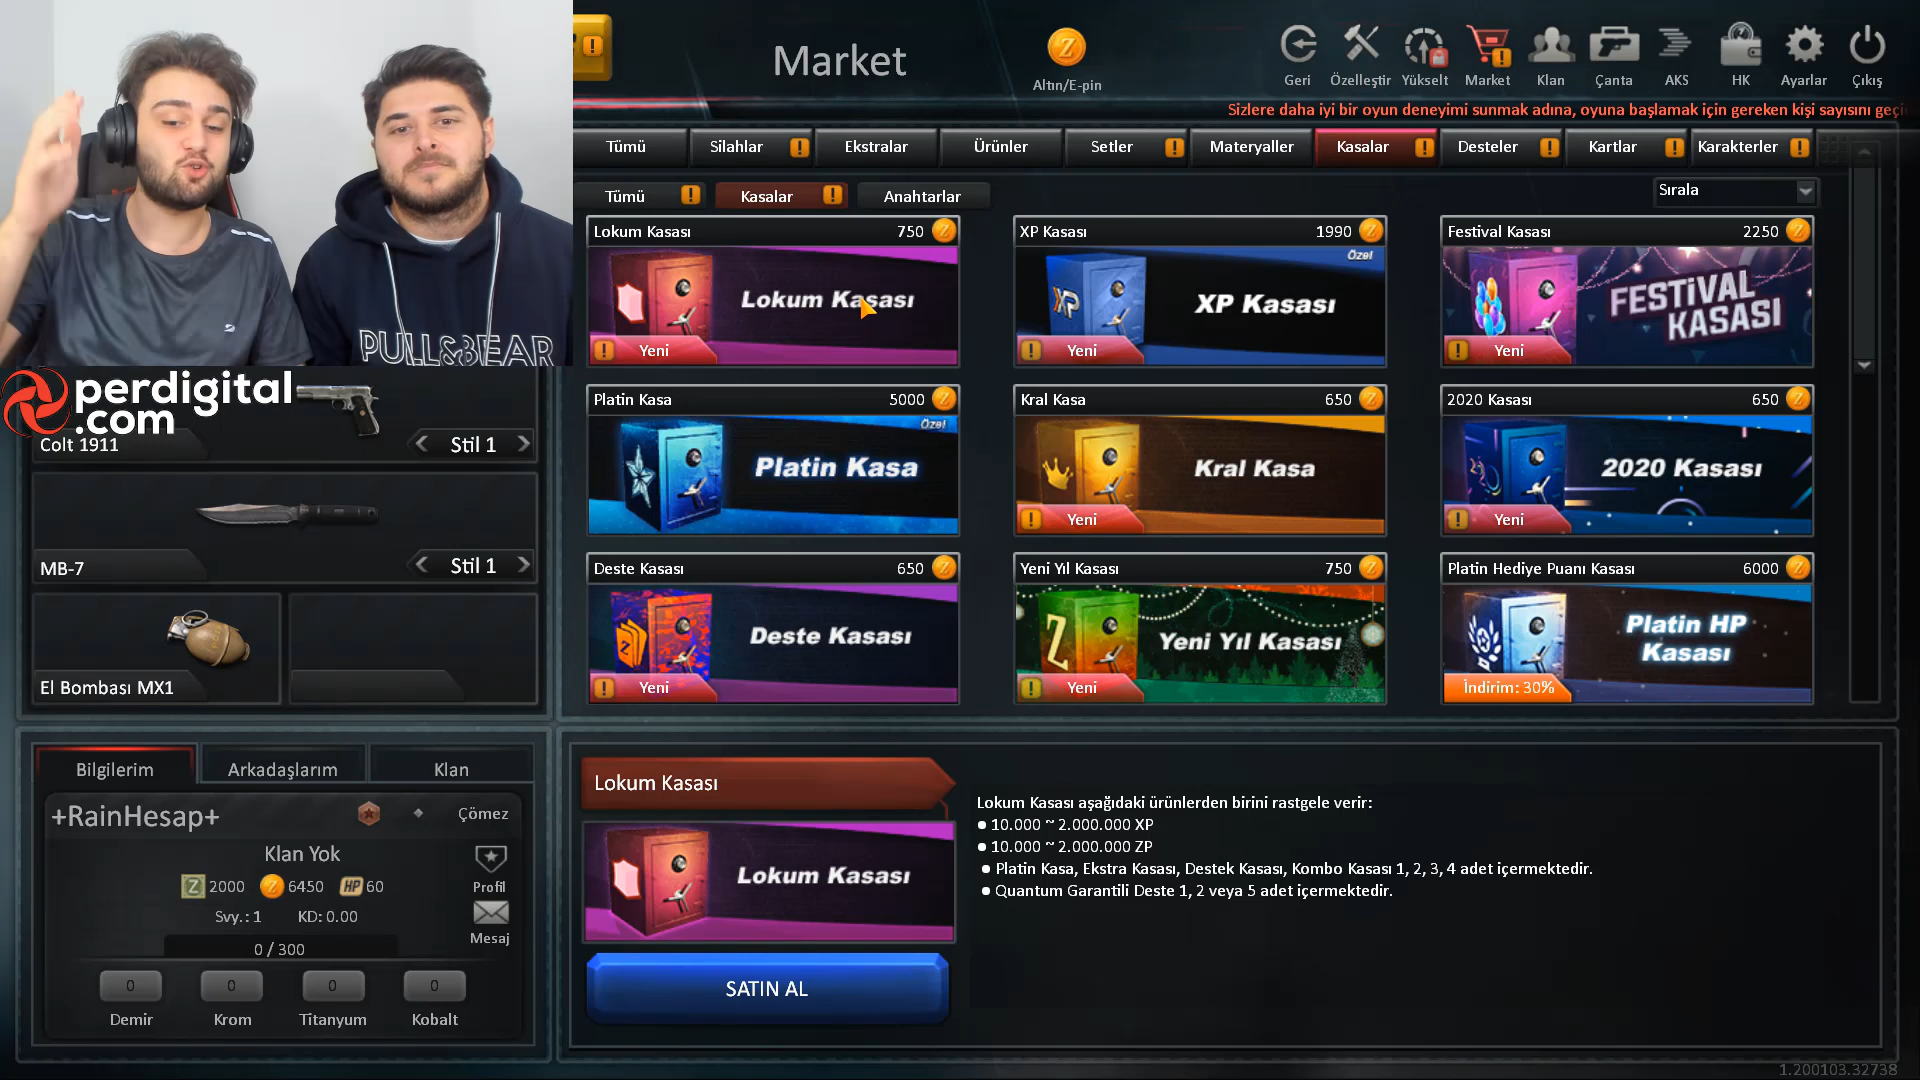 Market
Altın/E-pin
Geri
Özelleştir
Yükselt
Market
Klan
Çanta
AKS
HK
Ayarlar
Çıkış
Sizlere daha iyi bir oyun deneyimi sunmak adına, oyuna başlamak için gereken kişi sayısını geçi
Tümü
Silahlar
Ekstralar
Ürünler
Setler
Materyaller
Kasalar
Desteler
Kartlar
Karakterler
Tümü
Kasalar
Anahtarlar
Sırala
Lokum Kasası 750
Lokum Kasası
Yeni
XP Kasası 1990
Özel
XP
XP Kasası
Yeni
Festival Kasası 2250
FESTİVAL
KASASI
Yeni
Platin Kasa 5000
Özel
Platin Kasa
Kral Kasa 650
Kral Kasa
Yeni
2020 Kasası 650
2020 Kasası
Yeni
Deste Kasası 650
Deste Kasası
Yeni
Yeni Yıl Kasası 750
Yeni Yıl Kasası
Yeni
Platin Hediye Puanı Kasası 6000
Platin HP
Kasası
İndirim: 30%
PULL&BEAR
perdigital
.com
Colt 1911
Stil 1
MB-7
Stil 1
El Bombası MX1
Bilgilerim
Arkadaşlarım
Klan
+RainHesap+
Çömez
Klan Yok
2000
6450
HP 60
Profil
Svy.: 1
KD: 0.00
Mesaj
0 / 300
0
0
0
0
Demir
Krom
Titanyum
Kobalt
Lokum Kasası
Lokum Kasası
SATIN AL
Lokum Kasası aşağıdaki ürünlerden birini rastgele verir:
● 10.000 ~ 2.000.000 XP
● 10.000 ~ 2.000.000 ZP
● Platin Kasa, Ekstra Kasası, Destek Kasası, Kombo Kasası 1, 2, 3, 4 adet içermektedir.
● Quantum Garantili Deste 1, 2 veya 5 adet içermektedir.
1.200103.32738